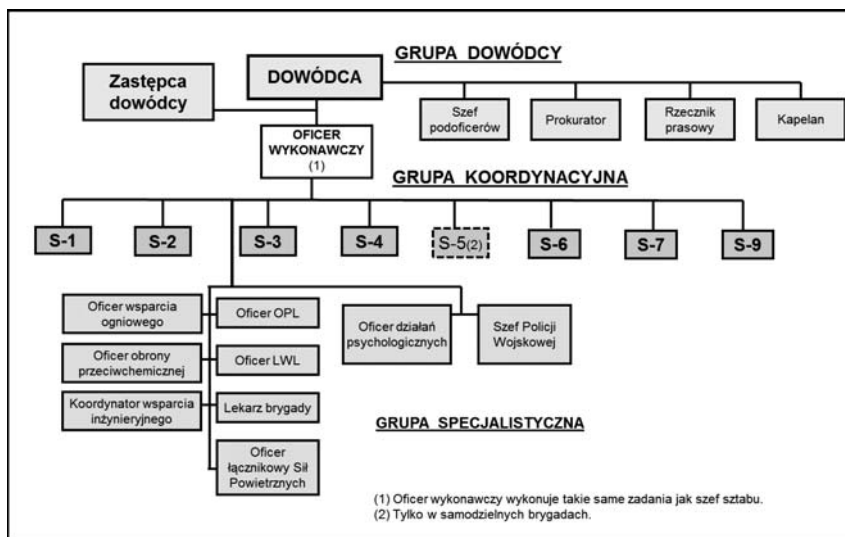 GRUPA DOWÓDCY
Zastępca
dowódcy
DOWÓDCA
Szef
podoficerów
Prokurator
Rzecznik
prasowy
Kapelan
OFICER
WYKONAWCZY
(1)
GRUPA KOORDYNACYJNA
S-1
S-2
S-3
S-4
S-5(2)
S-6
S-7
S-9
Oficer wsparcia
ogniowego
Oficer OPL
Oficer działań
psychologicznych
Szef Policji
Wojskowej
Oficer obrony
przeciwchemicznej
Oficer LWL
Koordynator wsparcia
inżynieryjnego
Lekarz brygady
Oficer
łącznikowy Sił
Powietrznych
GRUPA SPECJALISTYCZNA
(1) Oficer wykonawczy wykonuje takie same zadania jak szef sztabu.
(2) Tylko w samodzielnych brygadach.